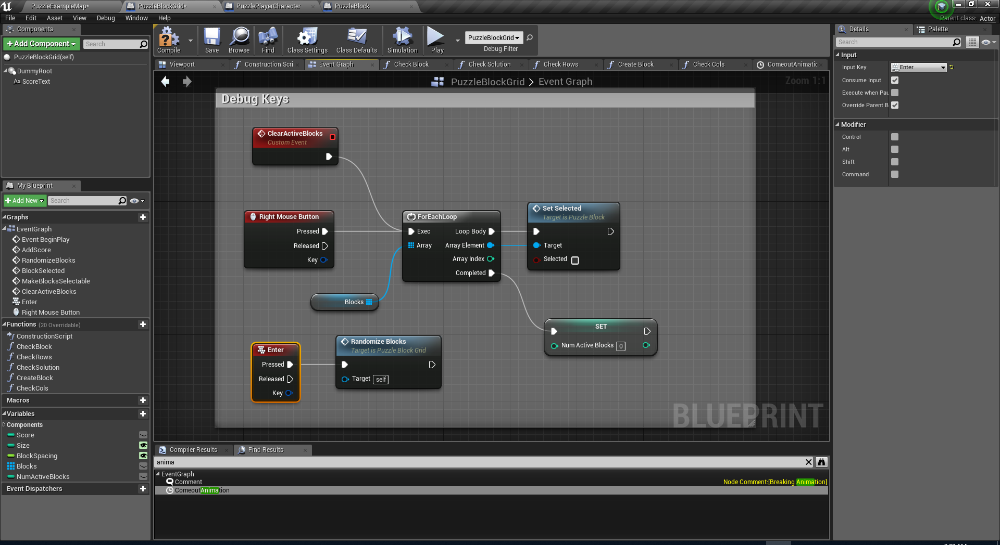 PuzzleExampleMap*
PuzzleBlockGrid*
PuzzlePlayerCharacter
PuzzleBlock
File Edit Asset View Debug Window Help
Parent class: Actor
Components
+Add Component
Search
PuzzleBlockGrid(self)
DummyRoot
Aa ScoreText
My Blueprint
+Add New
Search
Graphs
EventGraph
Event BeginPlay
AddScore
RandomizeBlocks
BlockSelected
MakeBlocksSelectable
ClearActiveBlocks
Enter
Right Mouse Button
Functions (20 Overridable)
ConstructionScript
CheckBlock
CheckRows
CheckSolution
CreateBlock
CheckCols
Macros
Variables
Components
Score
Size
BlockSpacing
Blocks
NumActiveBlocks
Event Dispatchers
Compile
Save
Browse
Find
Class Settings
Class Defaults
Simulation
Play
PuzzleBlockGrid
Debug Filter
Viewport
Construction Scri
Event Graph
Check Block
Check Solution
Check Rows
Create Block
Check Cols
ComeoutAnimatic
PuzzleBlockGrid > Event Graph
Zoom 1:1
Debug Keys
ClearActiveBlocks
Custom Event
Right Mouse Button
Pressed
Released
Key
ForEachLoop
Exec
Loop Body
Array
Array Element
Array Index
Completed
Set Selected
Target is Puzzle Block
Target
Selected
Blocks
SET
Num Active Blocks 0
Enter
Pressed
Released
Key
Randomize Blocks
Target is Puzzle Block Grid
Target self
BLUEPRINT
Compiler Results
Find Results
anima
EventGraph
Comment
Node Comment:[Breaking Animation]
ComeoutAnimation
Details
Palette
Search
Input
Input Key
Enter
Consume Input
Execute when Pau
Override Parent B
Modifier
Control
Alt
Shift
Command